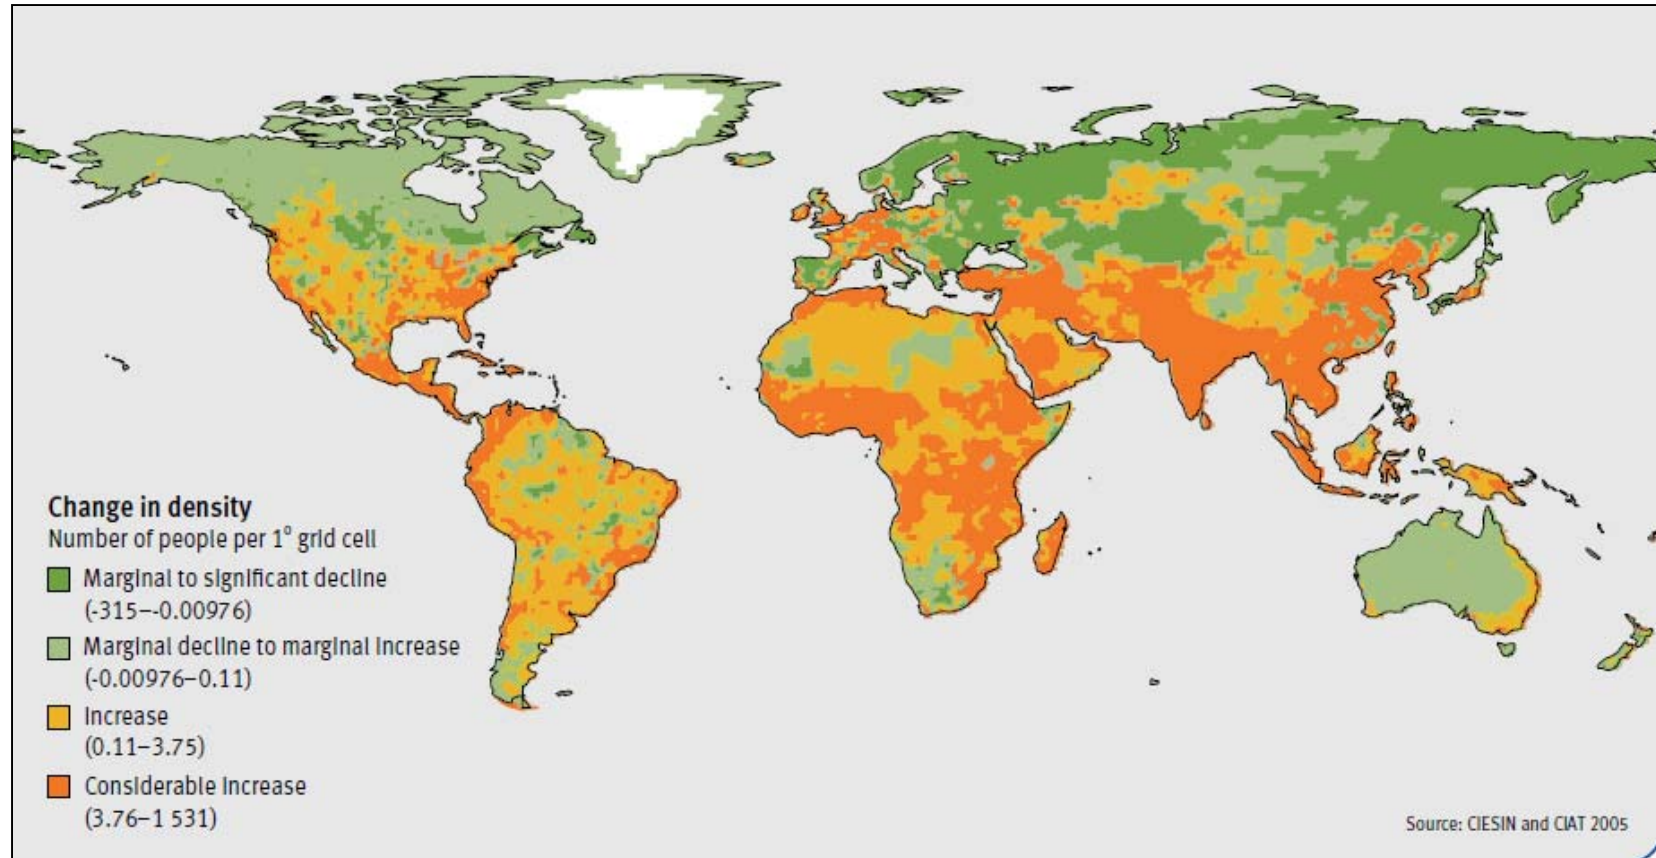 Change in density
Number of people per 1° grid cell
Marginal to significant decline
(-315–-0.00976)
Marginal decline to marginal increase
(-0.00976–0.11)
Increase
(0.11–3.75)
Considerable increase
(3.76–1 531)
Source: CIESIN and CIAT 2005